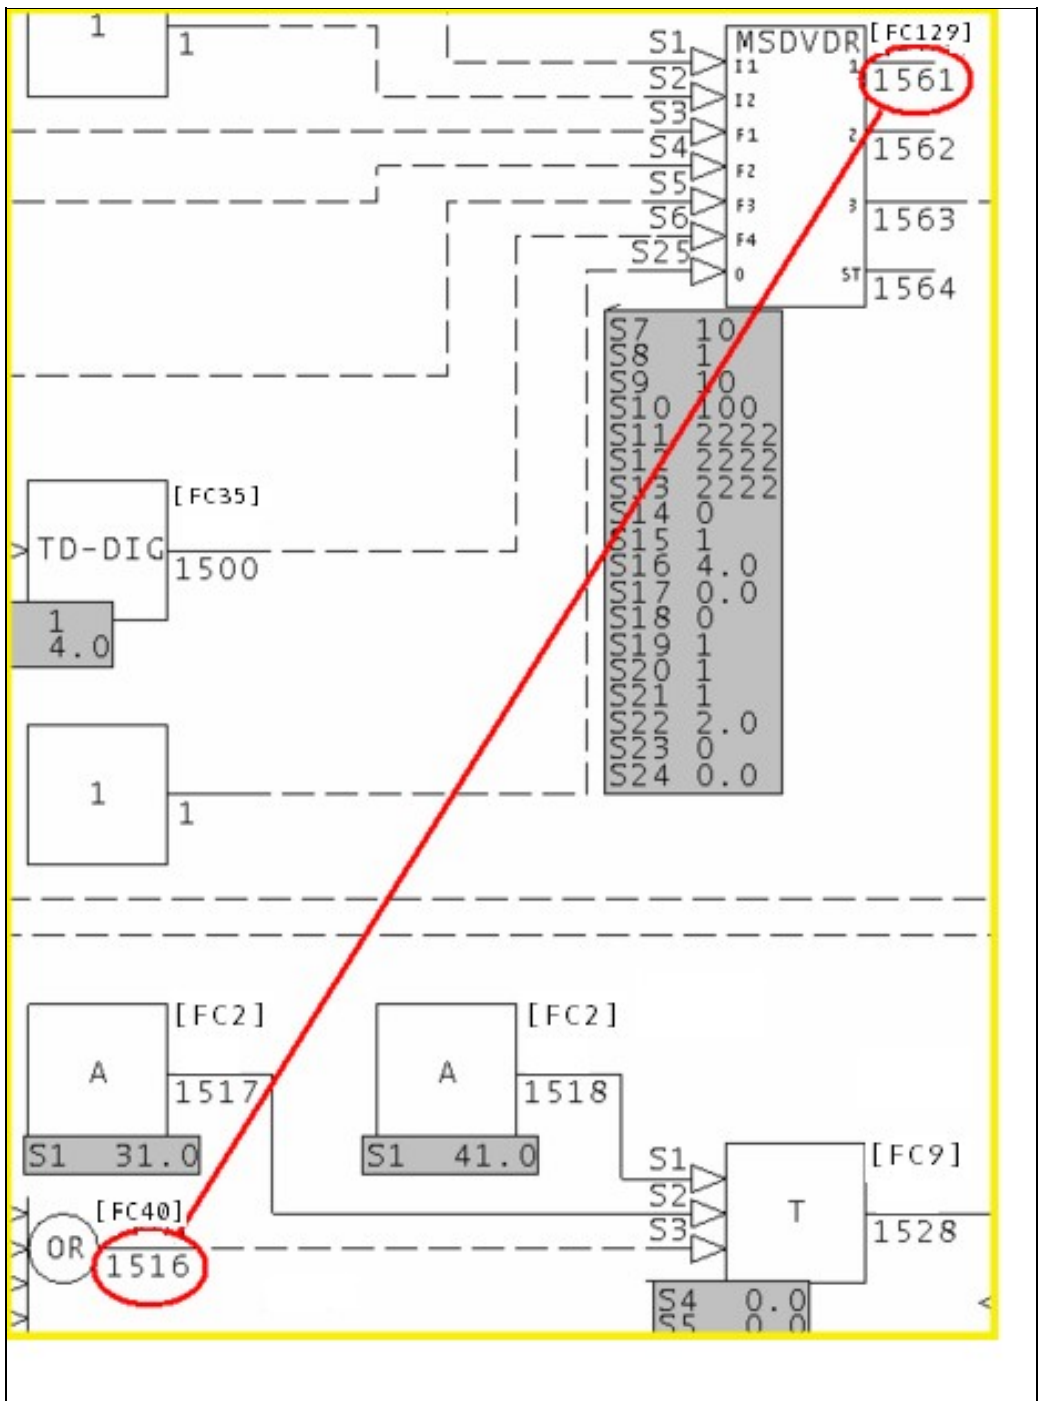 1
1
S1
S2
S3
S4
S5
S6
S25
MSDVDR
[FC129]
I1
I2
F1
F2
F3
F4
0
1
2
3
ST
1561
1562
1563
1564
S7 10
S8 1
S9 10
S10 100
S11 2222
S12 2222
S13 2222
S14 0
S15 1
S16 4.0
S17 0.0
S18 0
S19 1
S20 1
S21 1
S22 2.0
S23 0
S24 0.0
[FC35]
TD-DIG
1500
1
4.0
1
1
[FC2]
A
1517
S1 31.0
[FC2]
A
1518
S1 41.0
[FC40]
OR
1516
S1
S2
S3
T
[FC9]
1528
S4 0.0
S5 0.0